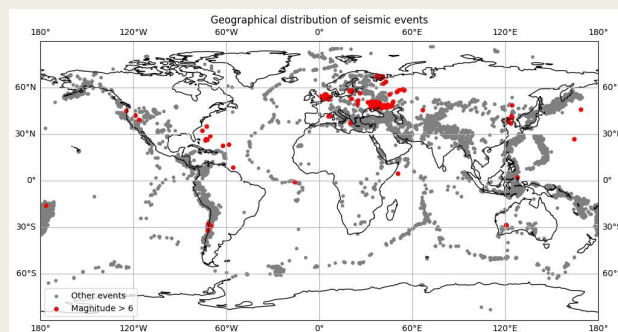 Geographical distribution of seismic events
180° 120°W 60°W 0° 60°E 120°E 180°
60°N 60°N
30°N 30°N
0° 0°
30°S 30°S
60°S 60°S
Other events
Magnitude > 6
180° 120°W 60°W 0° 60°E 120°E 180°